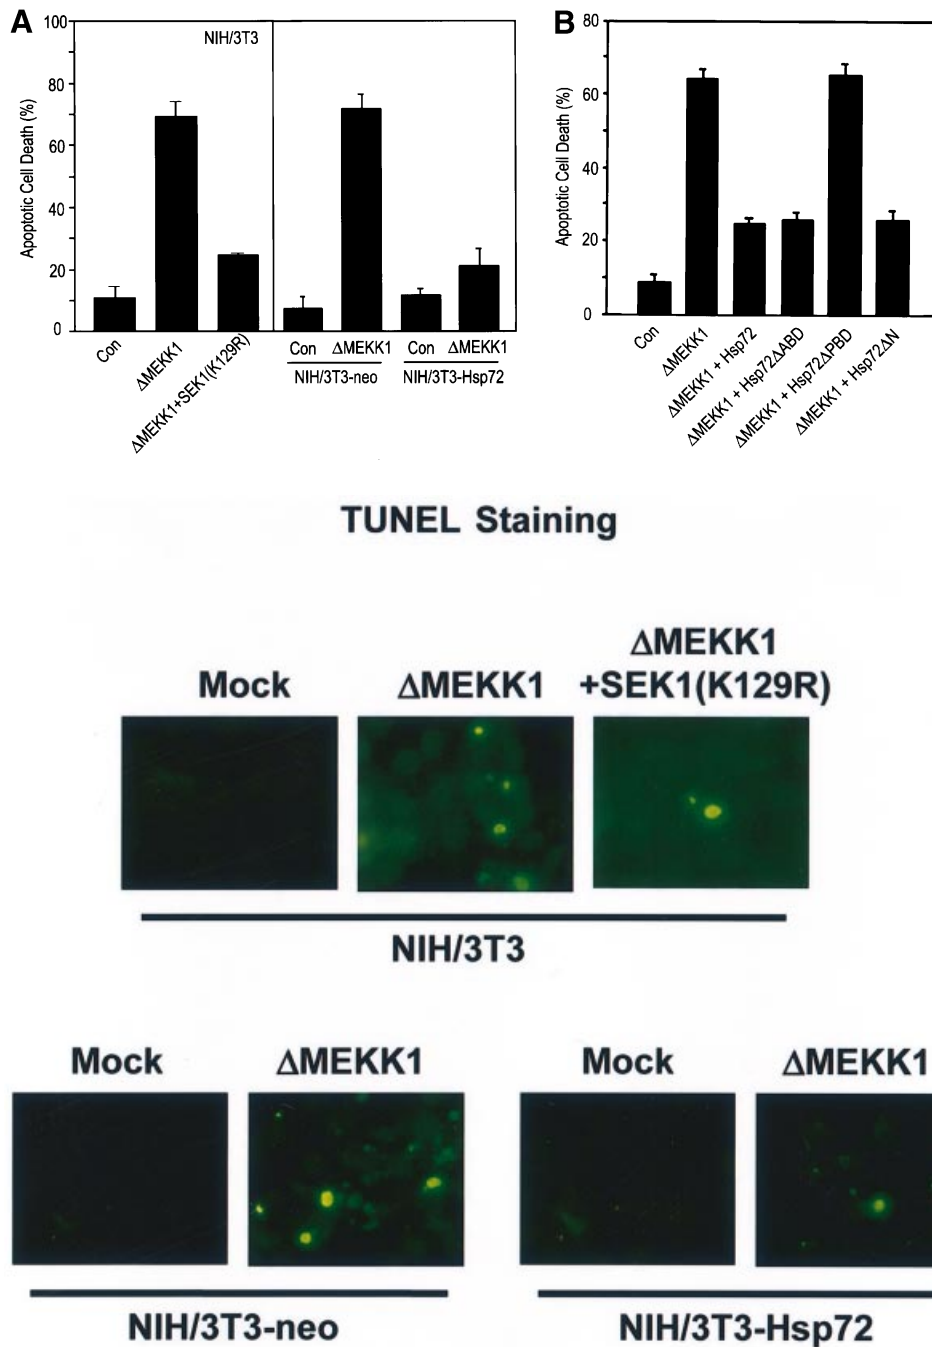 A
100
80
60
40
20
0
Apoptotic Cell Death (%)
NIH/3T3
Con
ΔMEKK1
ΔMEKK1+SEK1(K129R)
Con ΔMEKK1
NIH/3T3-neo
Con ΔMEKK1
NIH/3T3-Hsp72
B
80
60
40
20
0
Apoptotic Cell Death (%)
Con
ΔMEKK1
ΔMEKK1 + Hsp72
ΔMEKK1 + Hsp72ΔABD
ΔMEKK1 + Hsp72ΔPBD
ΔMEKK1 + Hsp72ΔN
TUNEL Staining
Mock
ΔMEKK1
ΔMEKK1
+SEK1(K129R)
NIH/3T3
Mock
ΔMEKK1
NIH/3T3-neo
Mock
ΔMEKK1
NIH/3T3-Hsp72